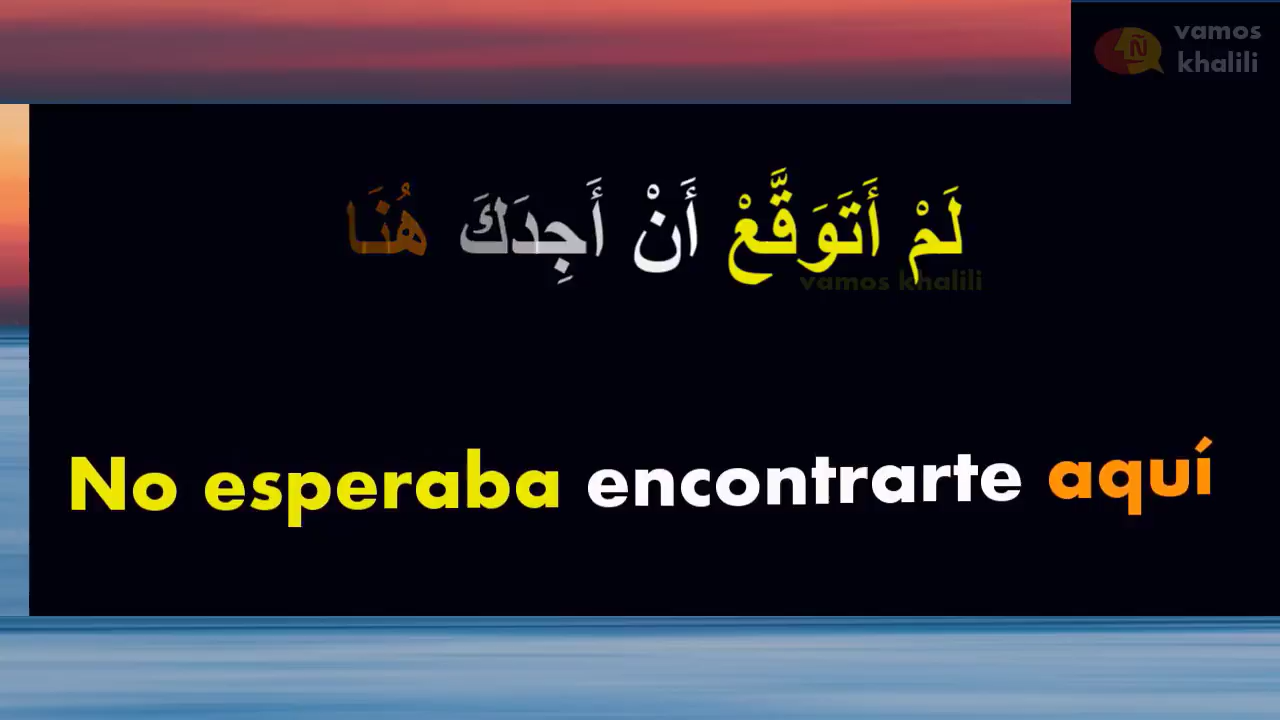 vamos
khalili
Ñ
لَمْ أَتَوَقَّعْ أَنْ أَجِدَكَ هُنَا
vamos khalili
No esperaba encontrarte aquí